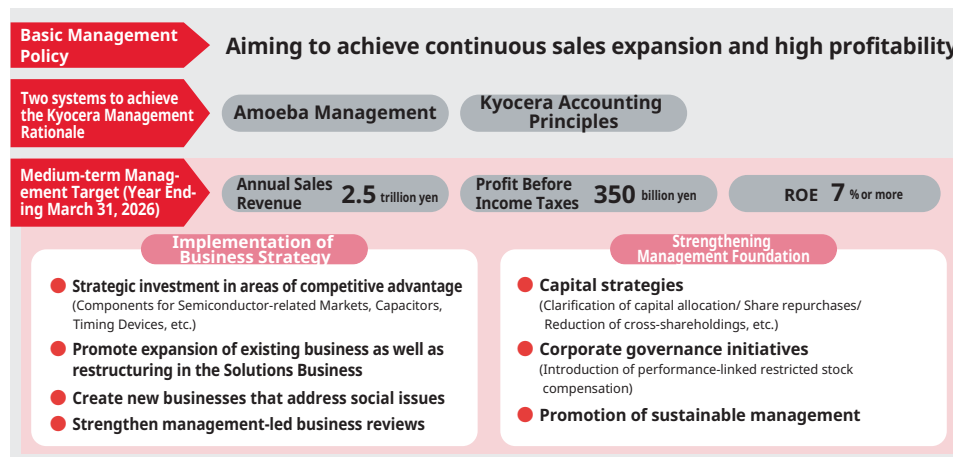 Basic Management
Policy
Aiming to achieve continuous sales expansion and high profitability
Two systems to achieve
the Kyocera Management
Rationale
Amoeba Management
Kyocera Accounting
Principles
Medium-term Manag-
ement Target (Year End-
ing March 31, 2026)
Annual Sales
Revenue 2.5 trillion yen
Profit Before
Income Taxes 350 billion yen
ROE 7 % or more
Implementation of
Business Strategy
● Strategic investment in areas of competitive advantage
(Components for Semiconductor-related Markets, Capacitors,
Timing Devices, etc.)
● Promote expansion of existing business as well as
restructuring in the Solutions Business
● Create new businesses that address social issues
● Strengthen management-led business reviews
Strengthening
Management Foundation
● Capital strategies
(Clarification of capital allocation/ Share repurchases/
Reduction of cross-shareholdings, etc.)
● Corporate governance initiatives
(Introduction of performance-linked restricted stock
compensation)
● Promotion of sustainable management